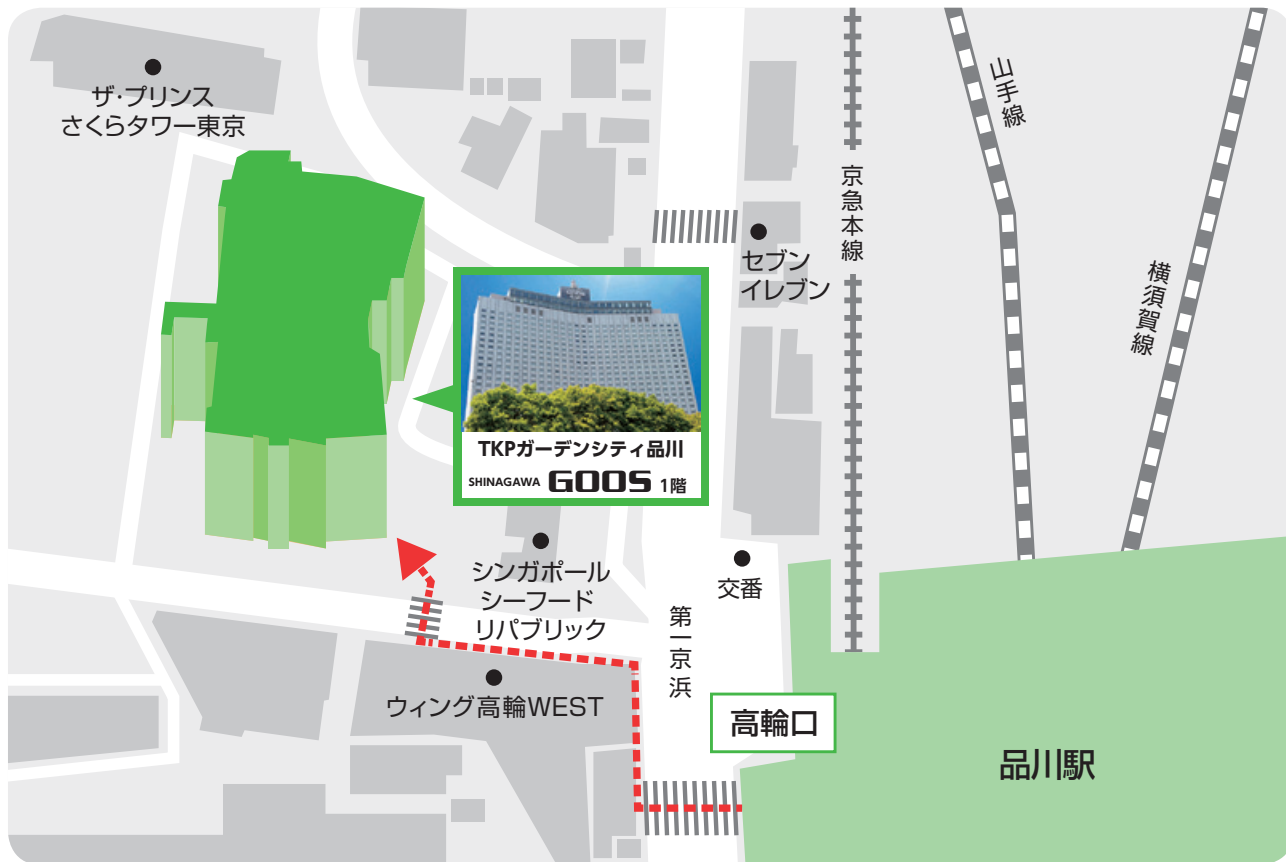 ザ・プリンス
さくらタワー東京
山手線
京急本線
横須賀線
セブン
イレブン
TKPガーデンシティ品川
SHINAGAWA GOOS 1階
シンガポール
シーフード
リパブリック
交番
第一京浜
ウィング高輪WEST
高輪口
品川駅